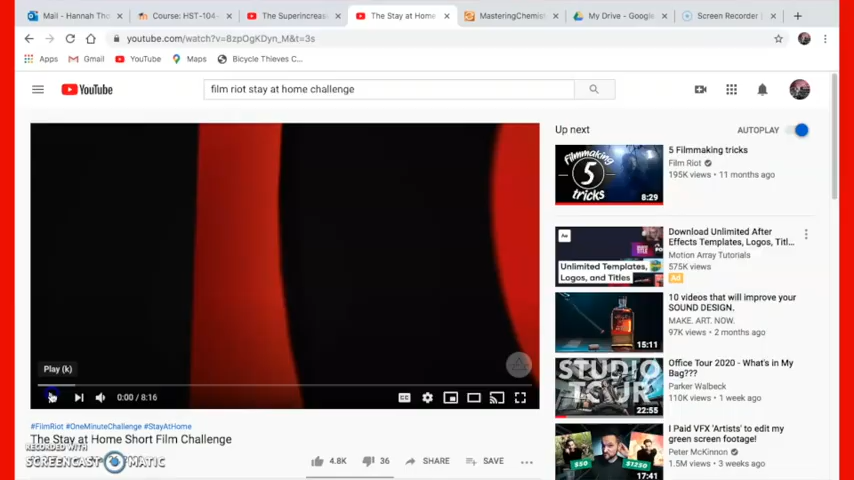 Mail - Hannah Tho
Course: HST-104-
The Superincreas
The Stay at Home
MasteringChemist
My Drive - Google
Screen Recorder
youtube.com/watch?v=8zpOgKDyn_M&t=3s
Apps
Gmail
YouTube
Maps
Bicycle Thieves C...
YouTube
film riot stay at home challenge
Up next
AUTOPLAY
Filmmaking
5
tricks
8:29
5 Filmmaking tricks
Film Riot
195K views • 11 months ago
Unlimited Templates,
Logos, and Titles
Download Unlimited After
Effects Templates, Logos, Titl...
Motion Array Tutorials
575K views
Ad
15:11
10 videos that will improve your
SOUND DESIGN.
MAKE. ART. NOW.
97K views • 2 months ago
STUDIO
TOUR
22:55
Office Tour 2020 - What's in My
Bag???
Parker Walbeck
110K views • 1 week ago
$50
$1250
17:41
I Paid VFX 'Artists' to edit my
green screen footage!
Peter McKinnon
1.5M views • 3 weeks ago
Play (k)
0:00 / 8:16
#FilmRiot #OneMinuteChallenge #StayAtHome
The Stay at Home Short Film Challenge
RECORDED WITH
SCREENCAST MATIC
4.8K
36
SHARE
SAVE